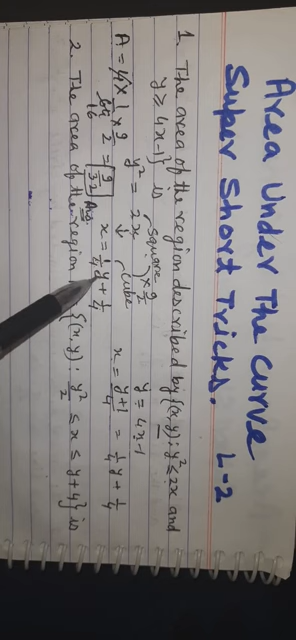 Area Under The Curve
Super Short Tricks. L-2
1. The area of the region described by {(x,y): y² ≤ 2x and
y ≥ 4x-1} is
y² = 2x y = 4x-1
square ) × 9/2
cube
A = 4 × 1/64 × 9/2 = 9/32 Ans.
16
x = 1/4 y + 1/4
x = y+1/4 = 1/4 y + 1/4
2. The area of the region {(x,y): y²/2 ≤ x ≤ y+4} is